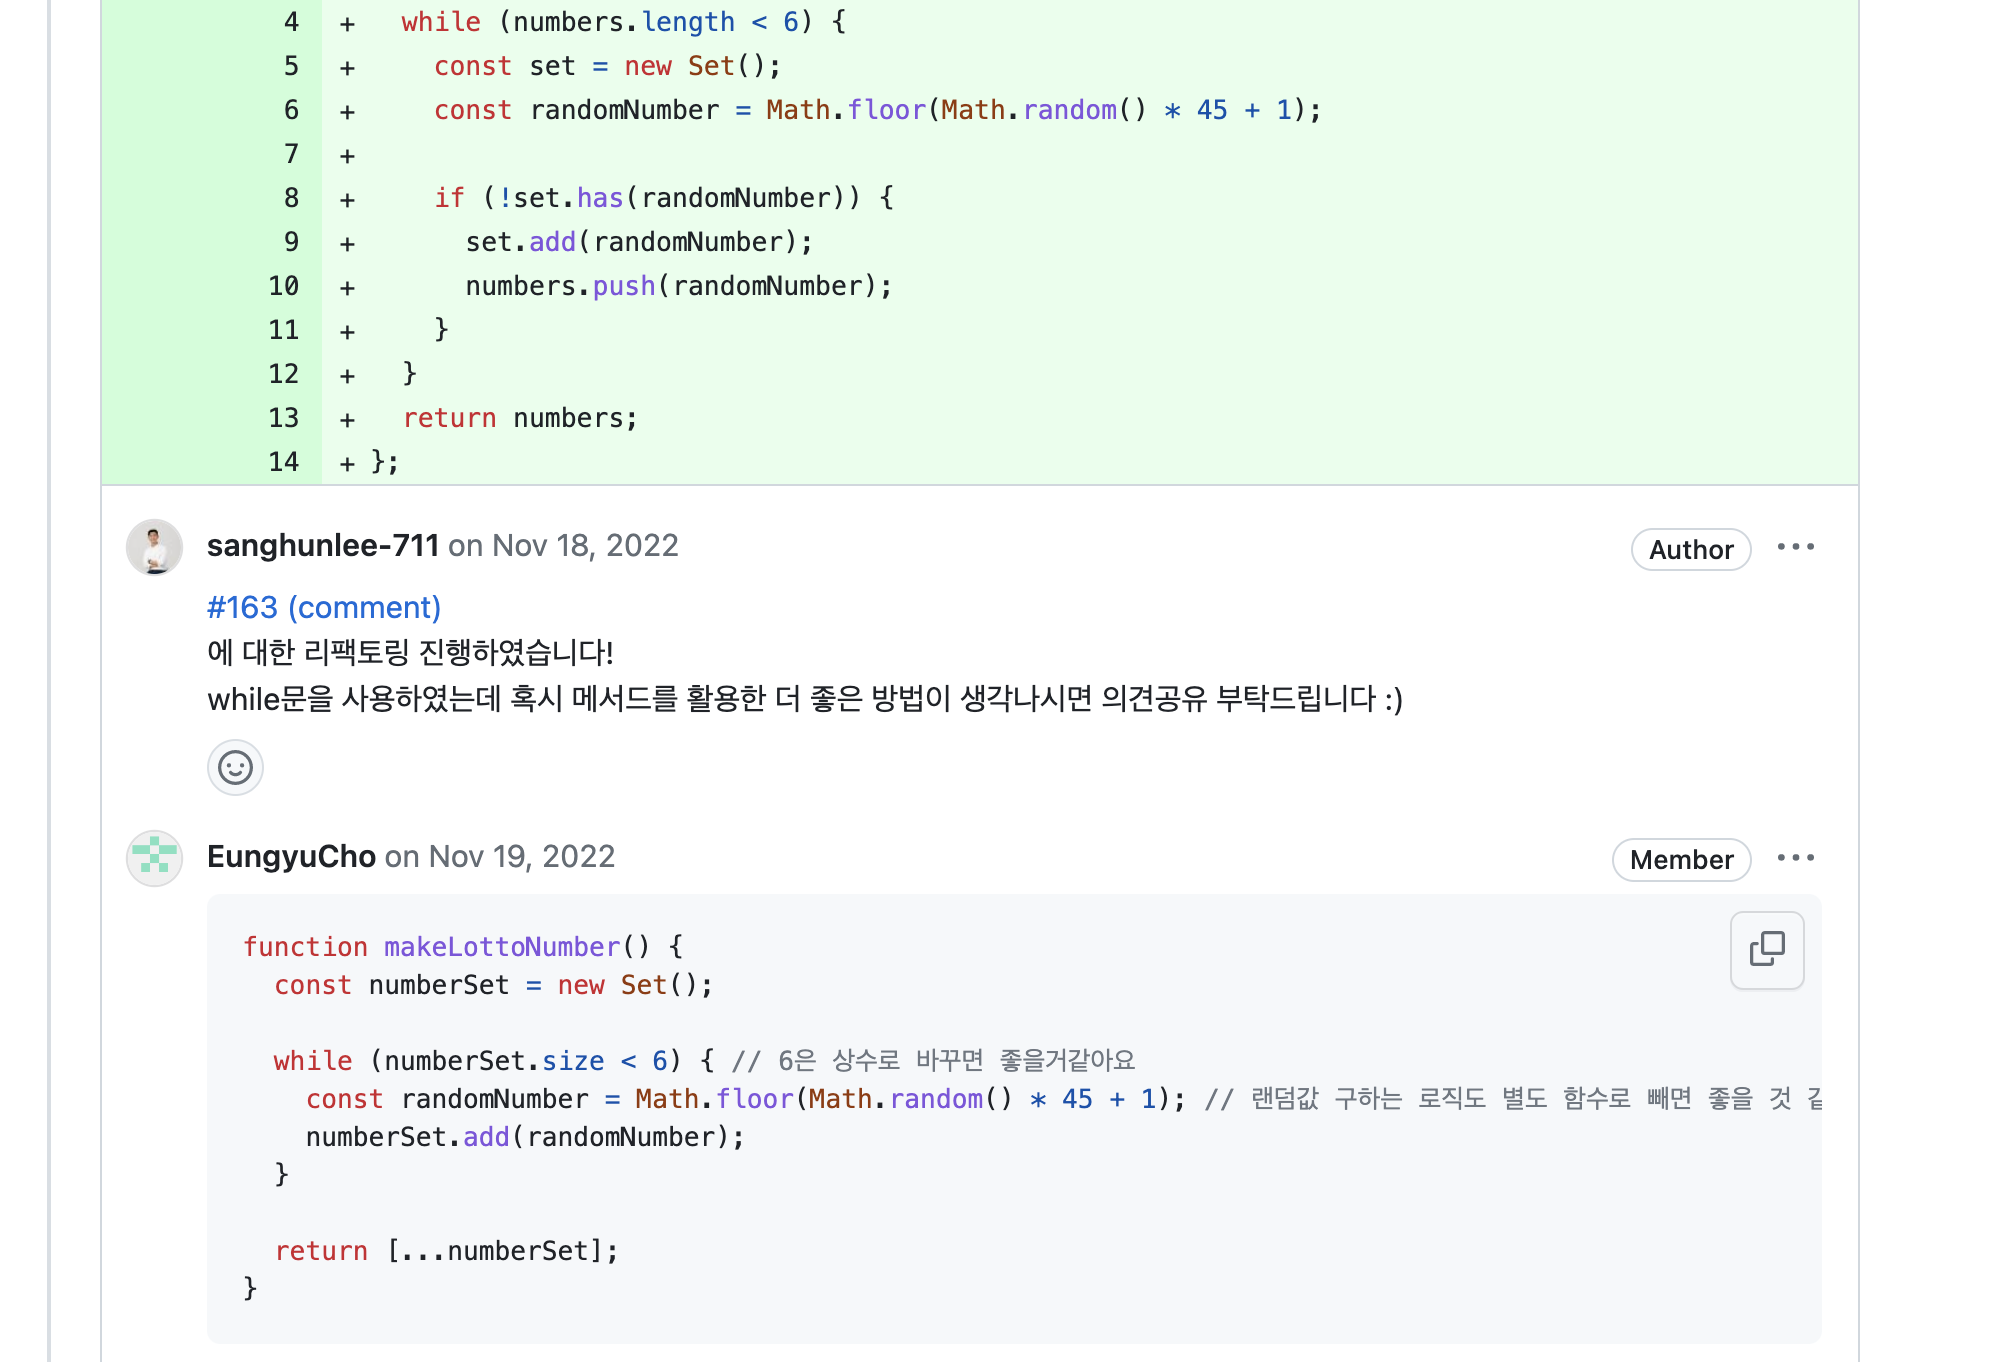 4 +   while (numbers.length < 6) {
5 +     const set = new Set();
6 +     const randomNumber = Math.floor(Math.random() * 45 + 1);
7 +
8 +     if (!set.has(randomNumber)) {
9 +       set.add(randomNumber);
10 +       numbers.push(randomNumber);
11 +     }
12 +   }
13 +   return numbers;
14 + };
sanghunlee-711 on Nov 18, 2022 Author ···
#163 (comment)
에 대한 리팩토링 진행하였습니다!
while문을 사용하였는데 혹시 메서드를 활용한 더 좋은 방법이 생각나시면 의견공유 부탁드립니다 :)
EungyuCho on Nov 19, 2022 Member ···
function makeLottoNumber() {
  const numberSet = new Set();
  while (numberSet.size < 6) { // 6은 상수로 바꾸면 좋을거같아요
    const randomNumber = Math.floor(Math.random() * 45 + 1); // 랜덤값 구하는 로직도 별도 함수로 빼면 좋을 것
    numberSet.add(randomNumber);
  }
  return [...numberSet];
}